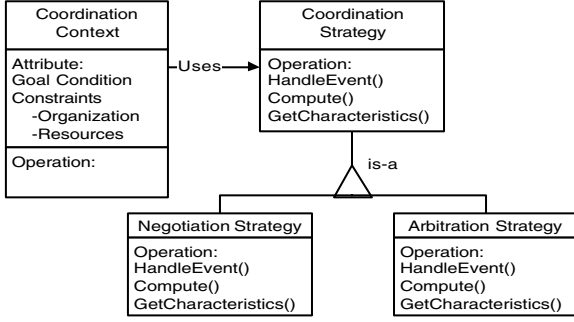 Coordination
Context
Attribute:
Goal Condition
Constraints
-Organization
-Resources
Operation:
Uses
Coordination
Strategy
Operation:
HandleEvent()
Compute()
GetCharacteristics()
is-a
Negotiation Strategy
Operation:
HandleEvent()
Compute()
GetCharacteristics()
Arbitration Strategy
Operation:
HandleEvent()
Compute()
GetCharacteristics()